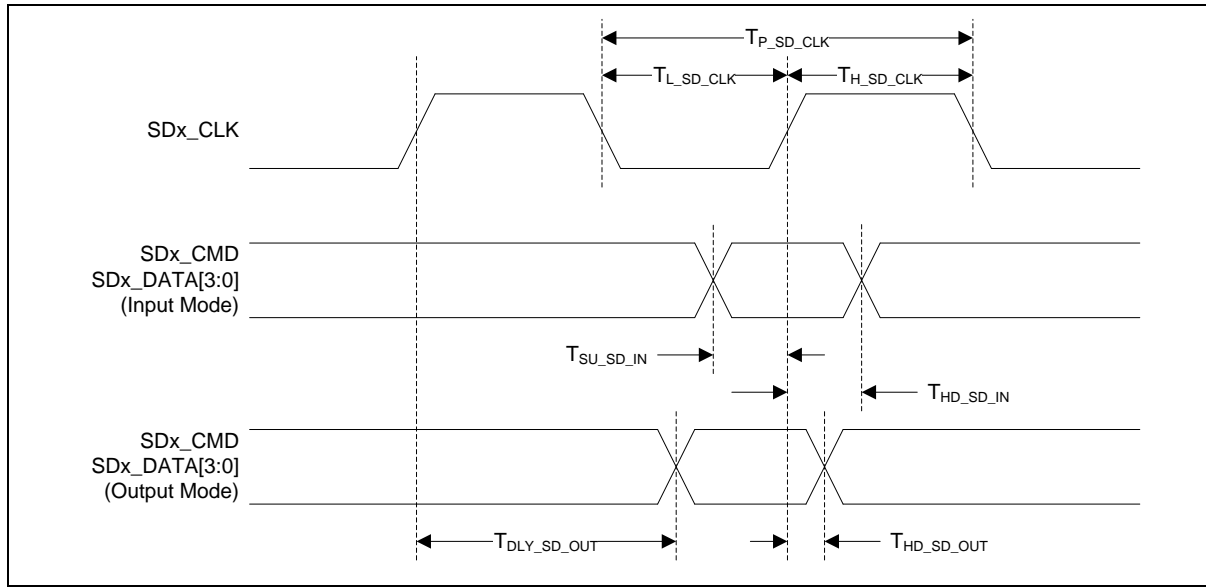 T_P_SD_CLK
T_L_SD_CLK
T_H_SD_CLK
SDx_CLK
SDx_CMD
SDx_DATA[3:0]
(Input Mode)
T_SU_SD_IN
T_HD_SD_IN
SDx_CMD
SDx_DATA[3:0]
(Output Mode)
T_DLY_SD_OUT
T_HD_SD_OUT